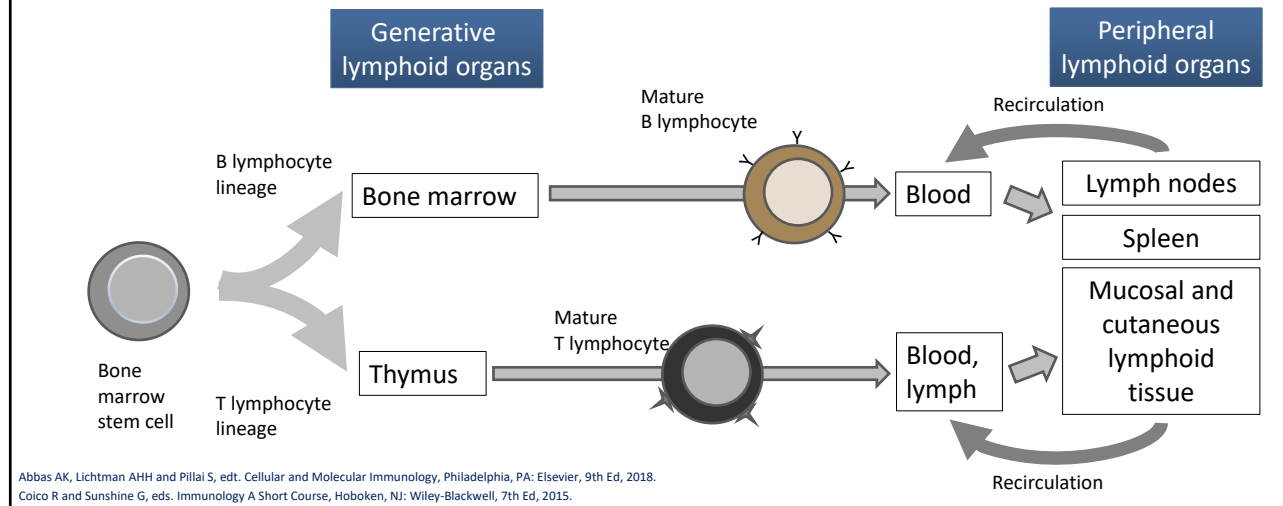 Generative
lymphoid organs
Peripheral
lymphoid organs
Mature
B lymphocyte
Recirculation
B lymphocyte
lineage
Bone marrow
Blood
Lymph nodes
Spleen
Mucosal and
cutaneous
lymphoid
tissue
Mature
T lymphocyte
Thymus
Blood,
lymph
Bone
marrow
stem cell
T lymphocyte
lineage
Recirculation
Abbas AK, Lichtman AHH and Pillai S, edt. Cellular and Molecular Immunology, Philadelphia, PA: Elsevier, 9th Ed, 2018.
Coico R and Sunshine G, eds. Immunology A Short Course, Hoboken, NJ: Wiley-Blackwell, 7th Ed, 2015.